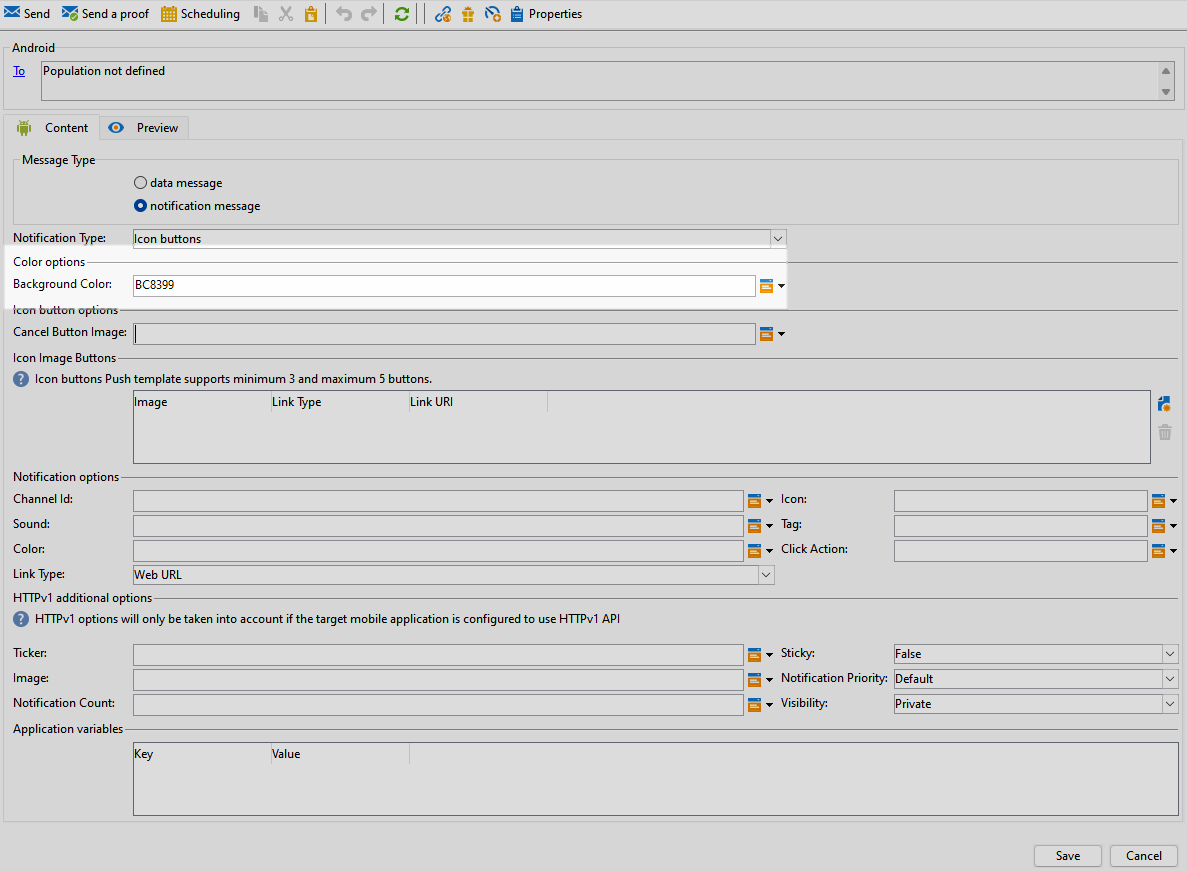 Send Send a proof Scheduling Properties
Android
To Population not defined
Content Preview
Message Type
data message
notification message
Notification Type: Icon buttons
Color options
Background Color: BC8399
Icon button options
Cancel Button Image:
Icon Image Buttons
? Icon buttons Push template supports minimum 3 and maximum 5 buttons.
Image Link Type Link URI
Notification options
Channel Id: Icon:
Sound: Tag:
Color: Click Action:
Link Type: Web URL
HTTPv1 additional options
? HTTPv1 options will only be taken into account if the target mobile application is configured to use HTTPv1 API
Ticker: Sticky: False
Image: Notification Priority: Default
Notification Count: Visibility: Private
Application variables
Key Value
Save Cancel